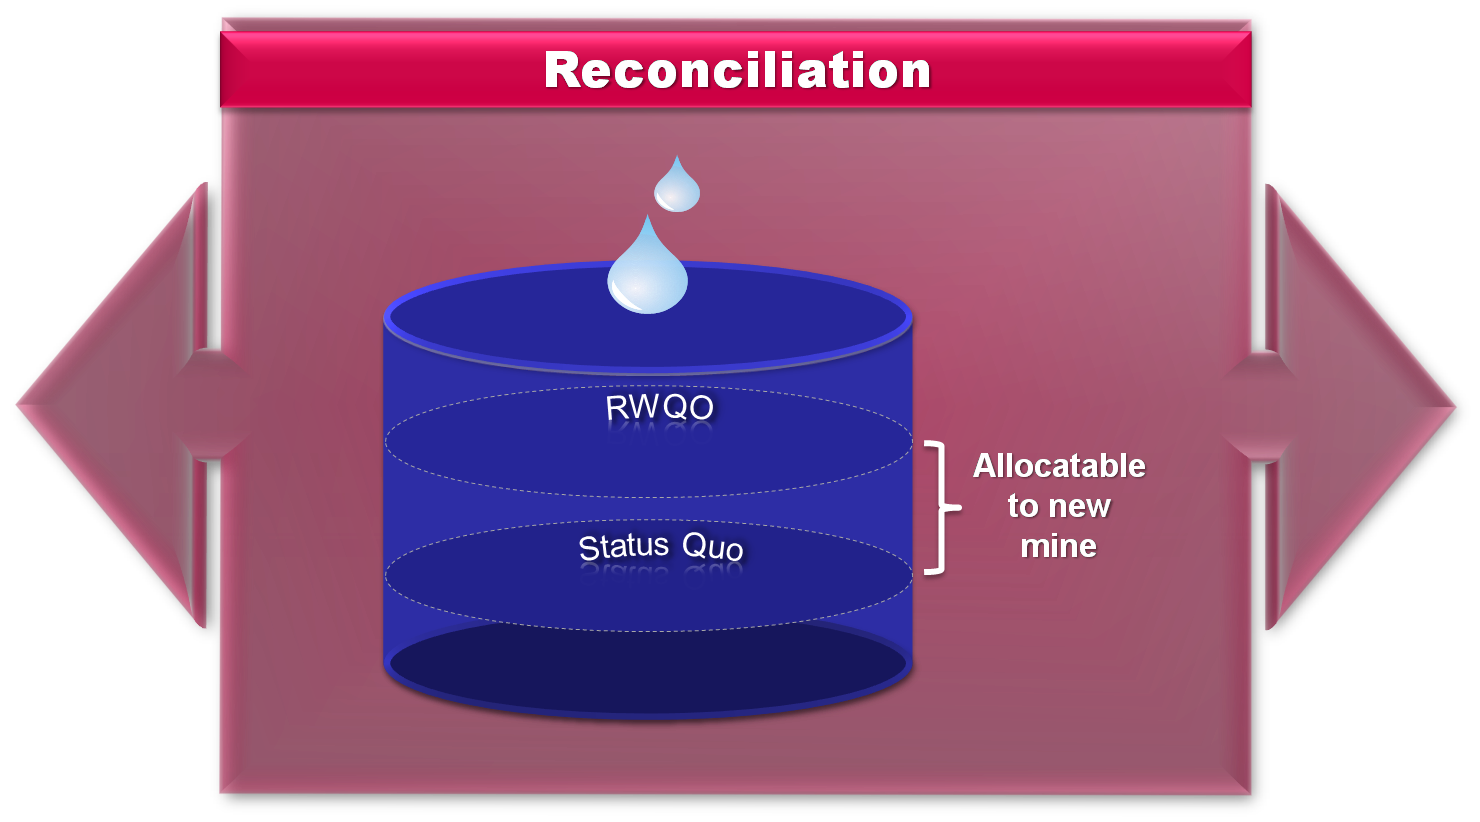 Reconciliation
RWQO
Allocatable
to new
mine
Status Quo